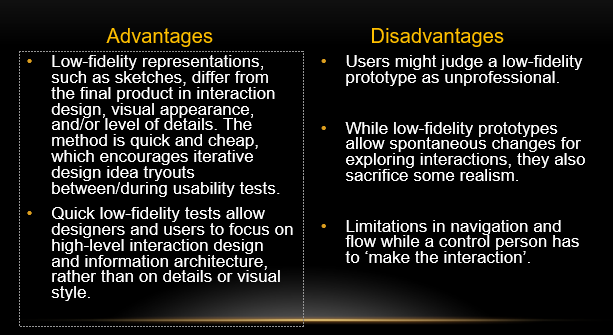 Advantages
• Low-fidelity representations,
such as sketches, differ from
the final product in interaction
design, visual appearance,
and/or level of details. The
method is quick and cheap,
which encourages iterative
design idea tryouts
between/during usability tests.
• Quick low-fidelity tests allow
designers and users to focus on
high-level interaction design
and information architecture,
rather than on details or visual
style.
Disadvantages
• Users might judge a low-fidelity
prototype as unprofessional.
• While low-fidelity prototypes
allow spontaneous changes for
exploring interactions, they also
sacrifice some realism.
• Limitations in navigation and
flow while a control person has
to ‘make the interaction’.